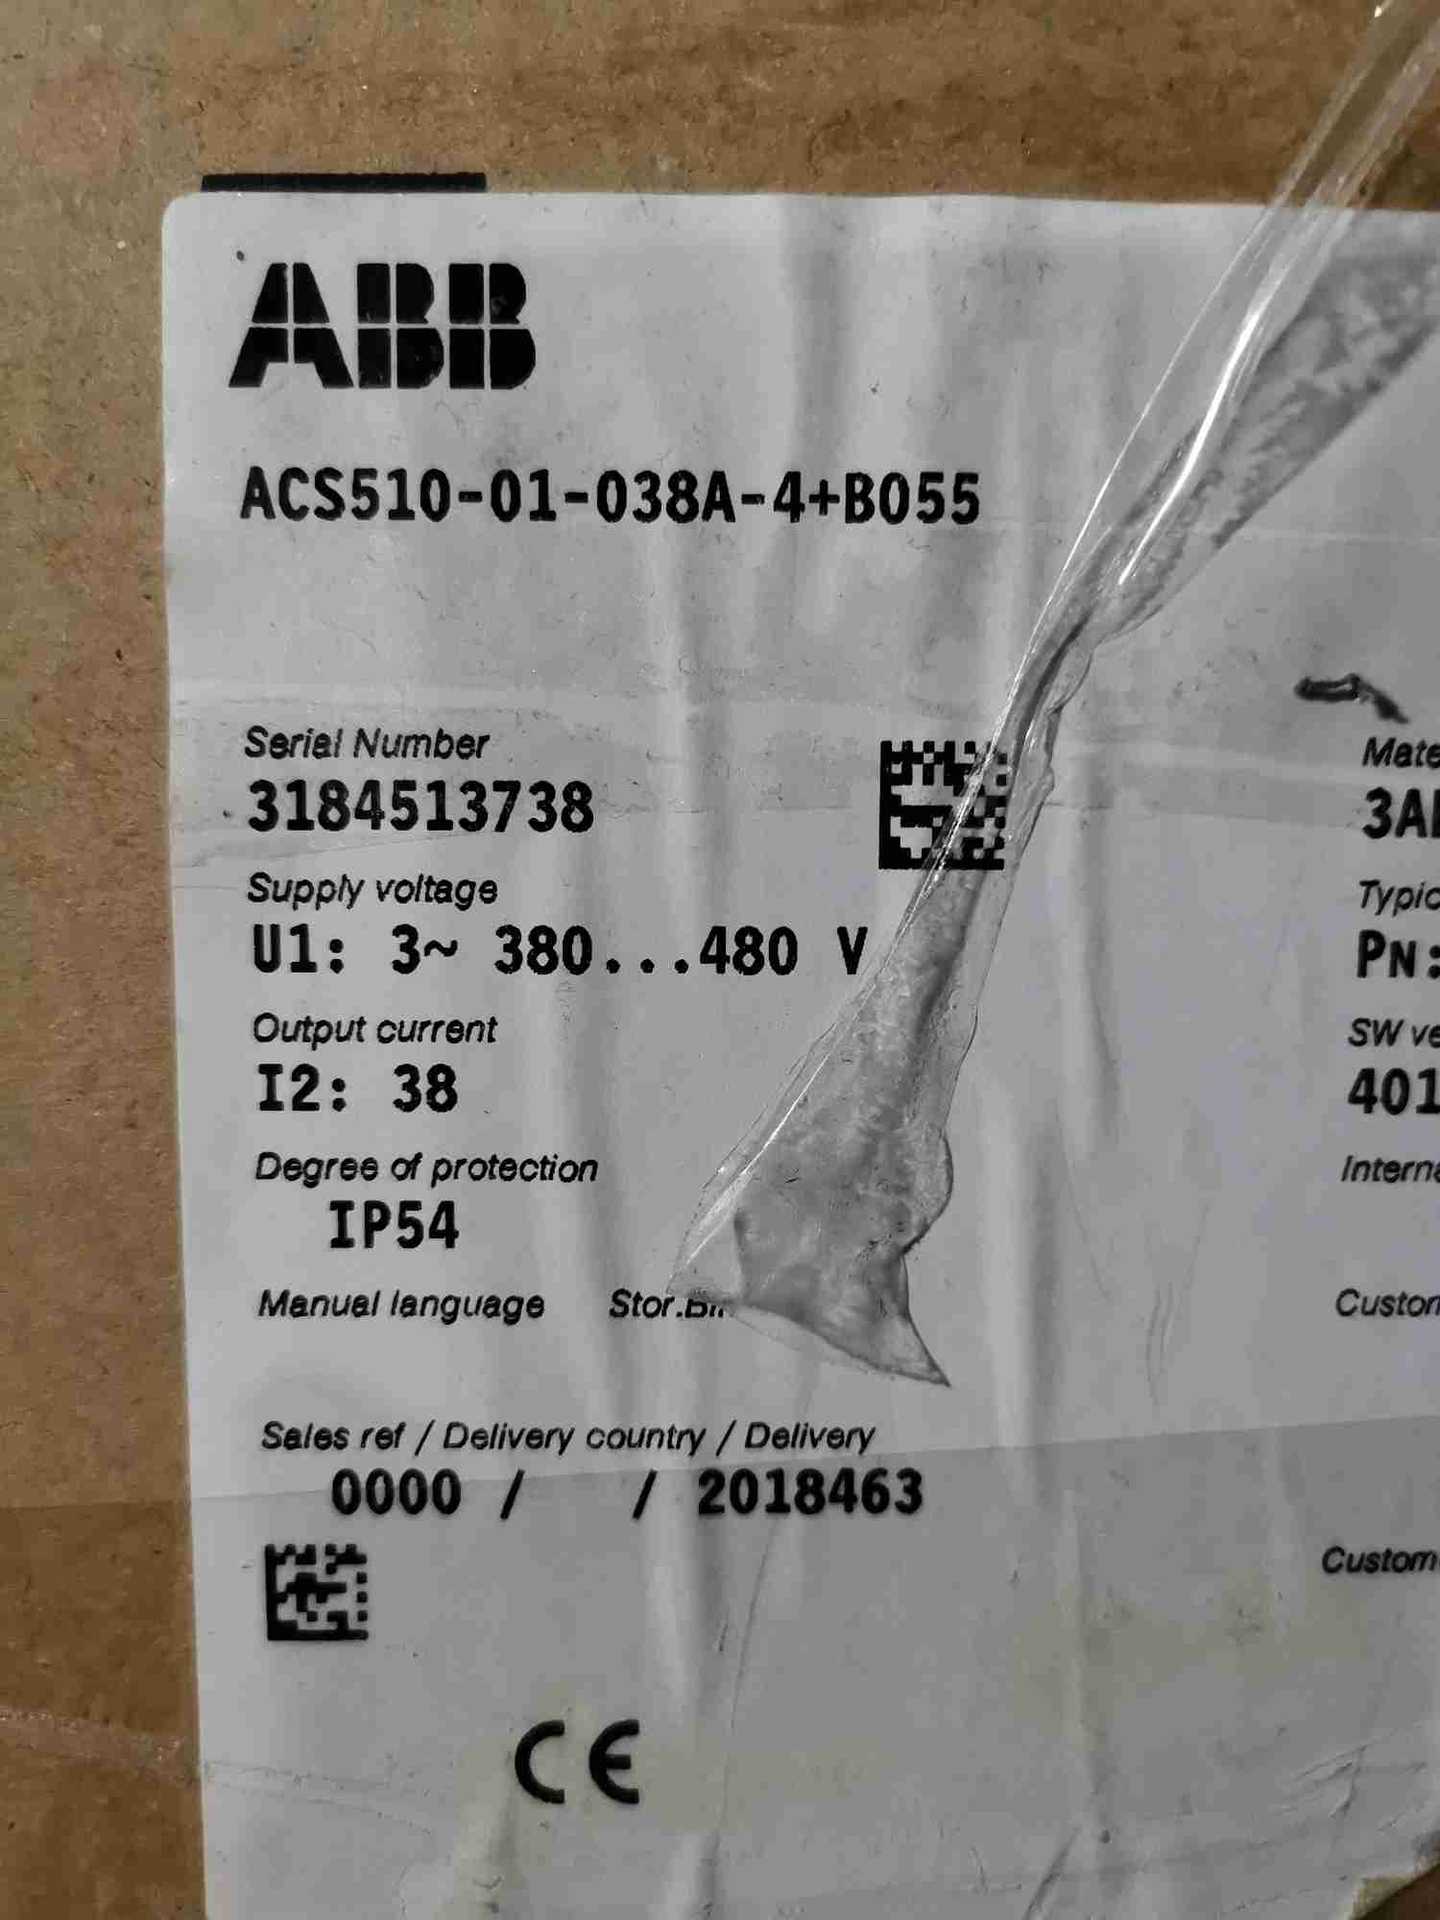 ABB
ACS510-01-038A-4+B055
Serial Number
3184513738
Supply voltage
U1: 3~ 380...480 V
Output current
I2: 38
Degree of protection
IP54
Manual language
Sales ref / Delivery country / Delivery
0000 / / 2018463
CE
PN:
SW
401